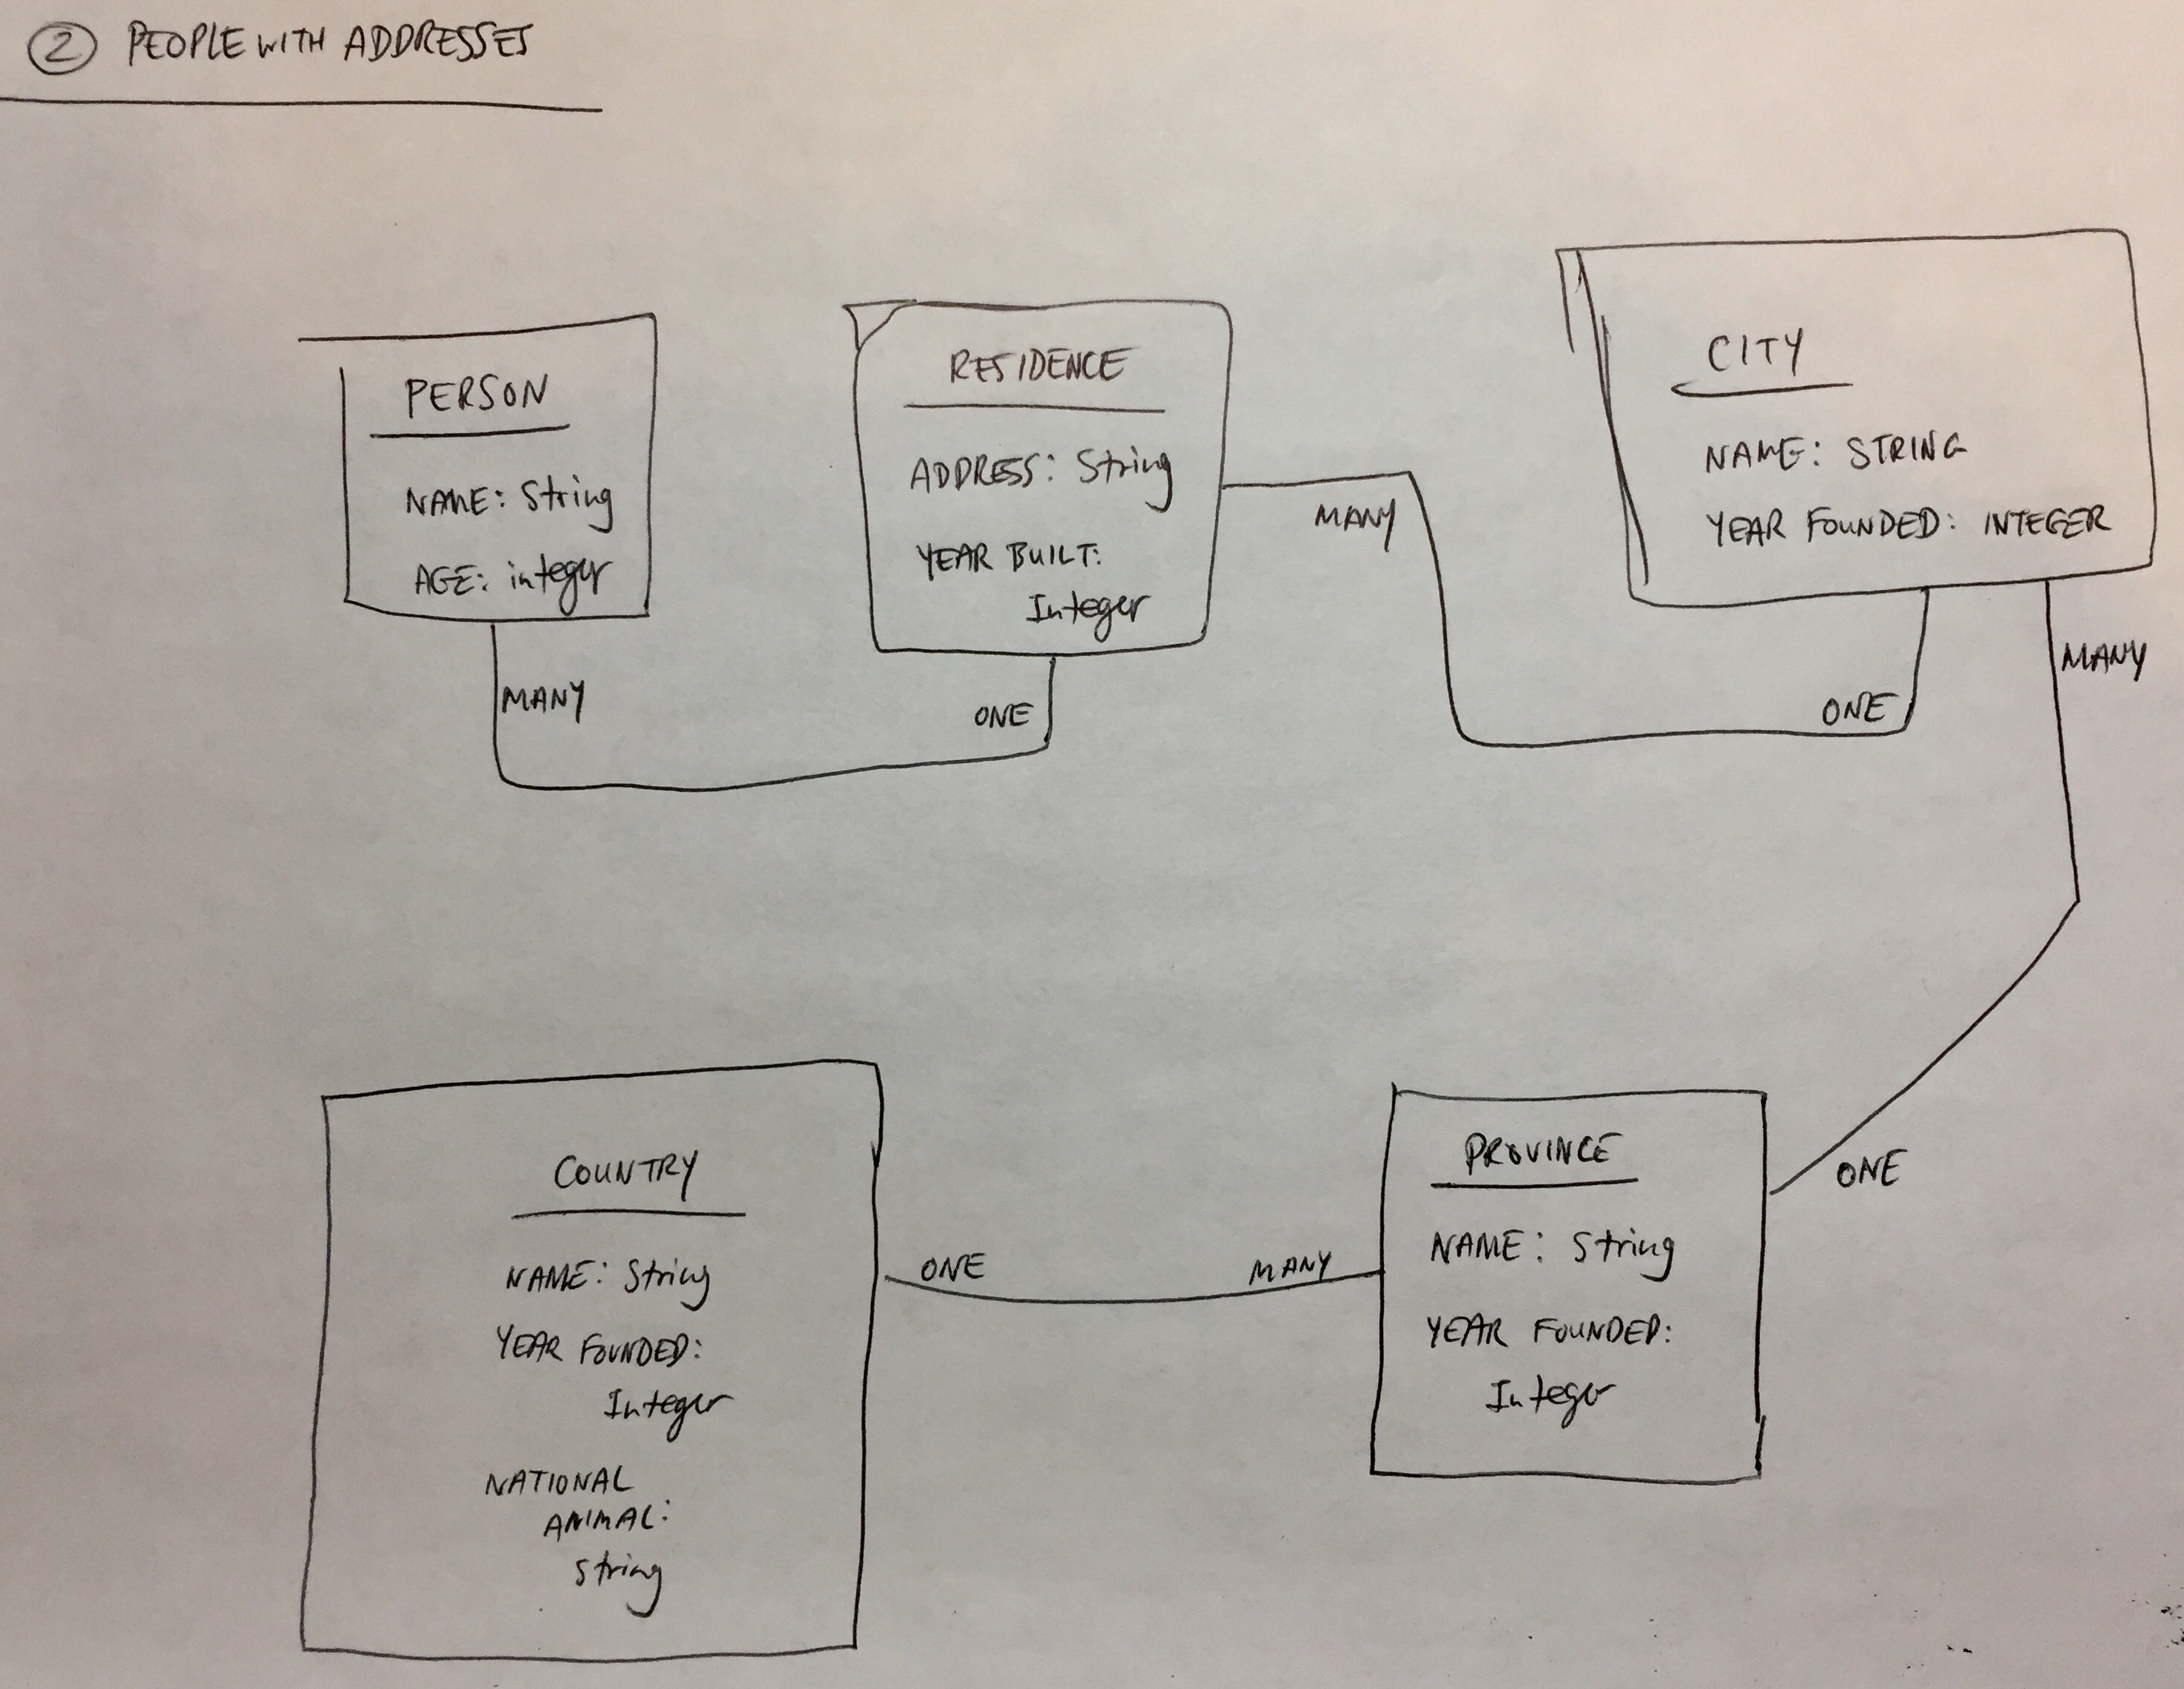 2 PEOPLE WITH ADDRESSES
PERSON
NAME: String
AGE: integer
MANY
RESIDENCE
ADDRESS: String
YEAR BUILT:
Integer
ONE
MANY
CITY
NAME: STRING
YEAR FOUNDED: INTEGER
ONE
MANY
COUNTRY
NAME: String
YEAR FOUNDED:
Integer
NATIONAL
ANIMAL:
String
ONE
MANY
PROVINCE
NAME: String
YEAR FOUNDED:
Integer
ONE